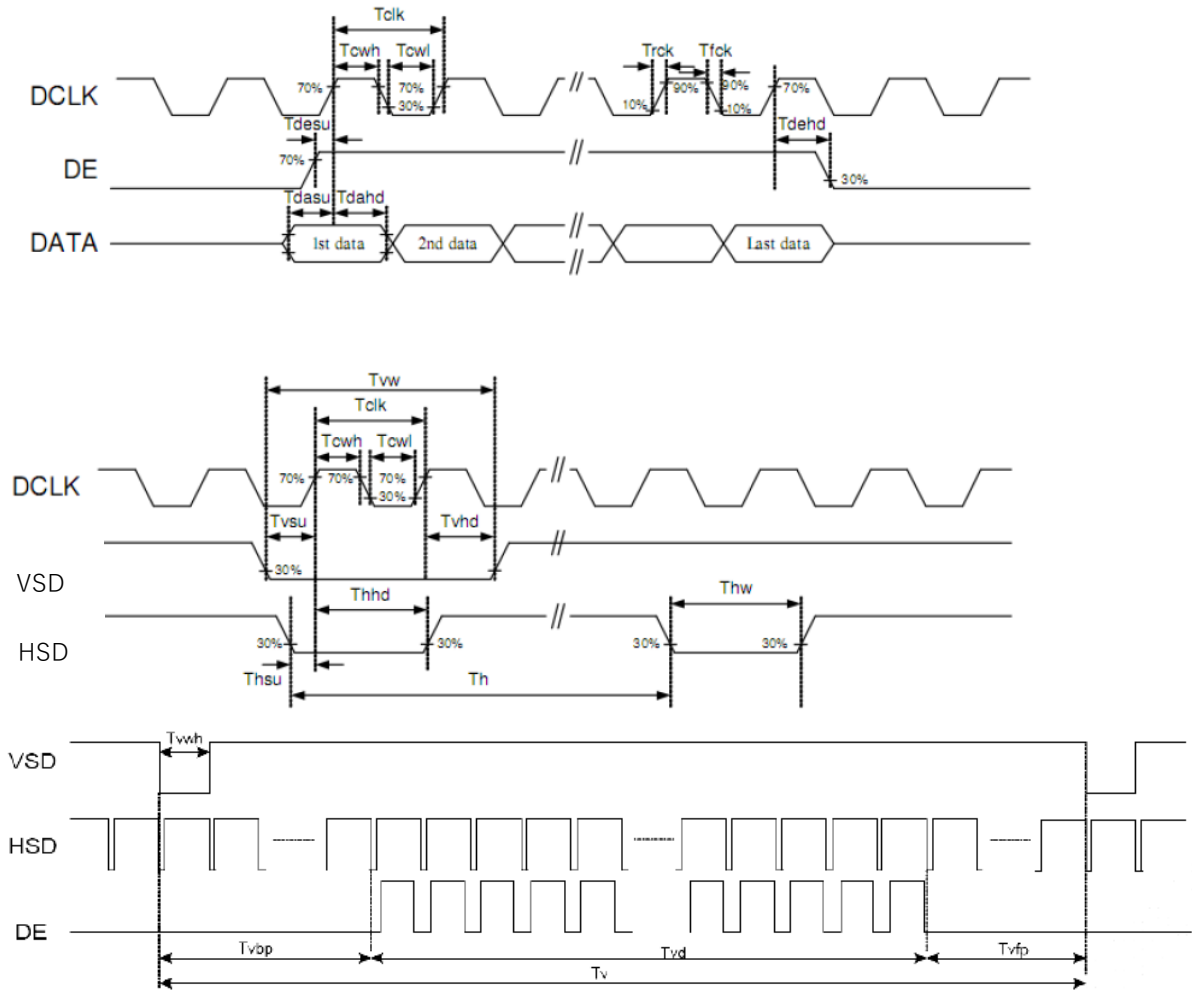 Tclk
Tcwh Tcwl Trck Tfck
DCLK 70% 70% 30% 10% 90% 90% 10% 70%
Tdesu Tdehd
DE 70% 30%
Tdasu Tdahd
DATA 1st data 2nd data Last data
Tvw
Tclk
Tcwh Tcwl
DCLK 70% 70% 70% 30%
Tvsu Tvhd
VSD 30%
Thhd Thw
HSD 30% 30% 30% 30%
Thsu Th
Tvwh
VSD
HSD
DE
Tvbp Tvd Tvfp
Tv